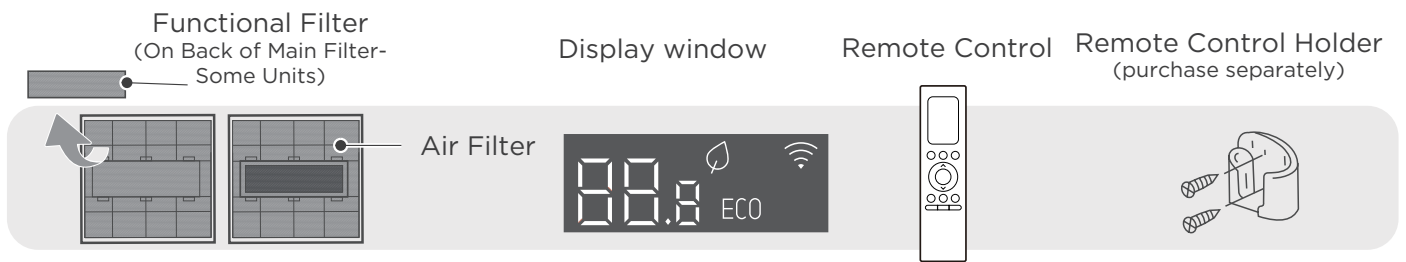 Functional Filter
(On Back of Main Filter-
Some Units)
Display window
Remote Control
Remote Control Holder
(purchase separately)
Air Filter
88.8
ECO